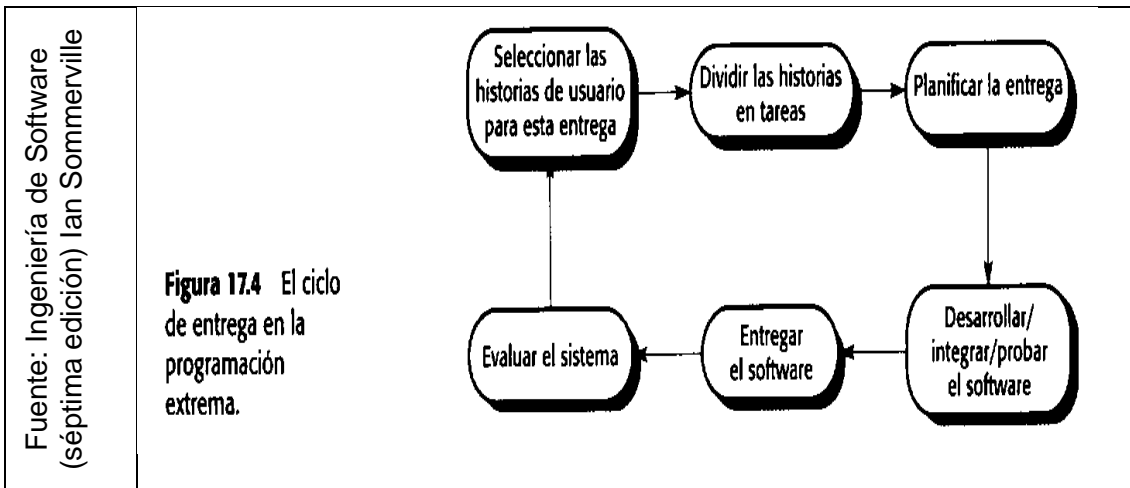 Fuente: Ingeniería de Software
(séptima edición) Ian Sommerville
Seleccionar las
historias de usuario
para esta entrega
Dividir las historias
en tareas
Planificar la entrega
Figura 17.4 El ciclo
de entrega en la
programación
extrema.
Evaluar el sistema
Entregar
el software
Desarrollar/
integrar/probar
el software